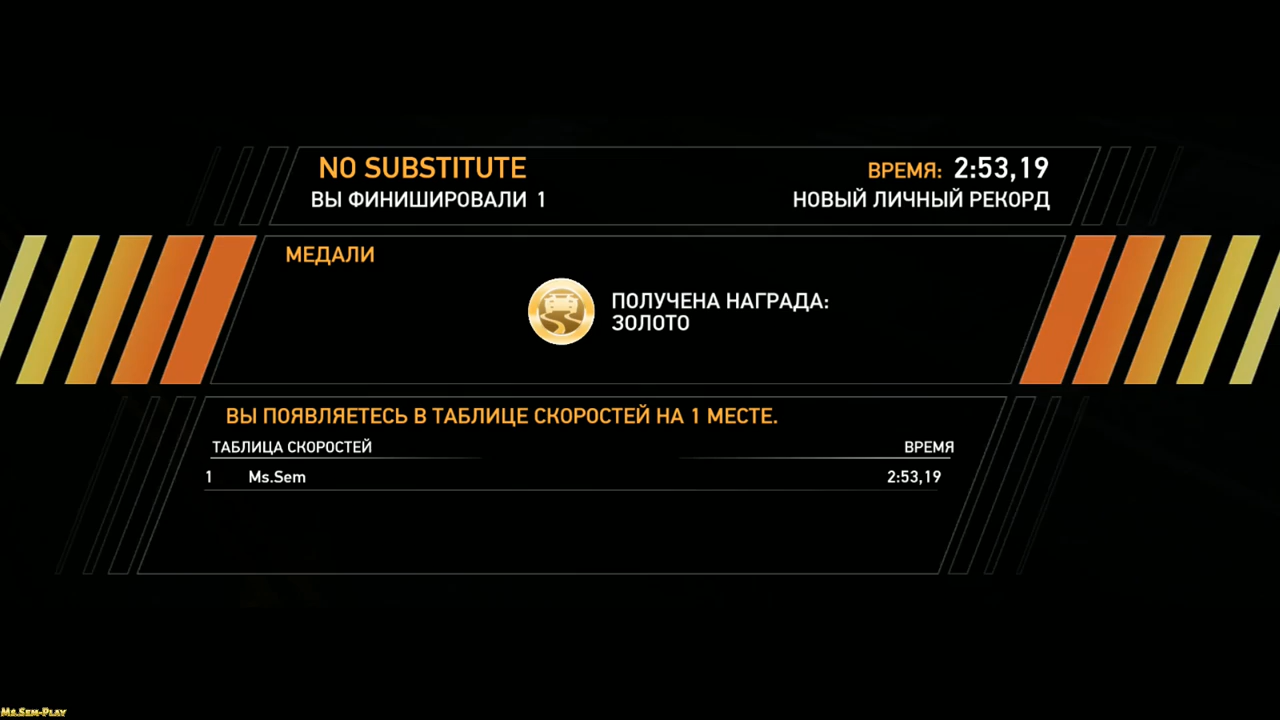 NO SUBSTITUTE
ВРЕМЯ: 2:53,19
ВЫ ФИНИШИРОВАЛИ 1
НОВЫЙ ЛИЧНЫЙ РЕКОРД
МЕДАЛИ
ПОЛУЧЕНА НАГРАДА:
ЗОЛОТО
ВЫ ПОЯВЛЯЕТЕСЬ В ТАБЛИЦЕ СКОРОСТЕЙ НА 1 МЕСТЕ.
ТАБЛИЦА СКОРОСТЕЙ ВРЕМЯ
1 Ms.Sem 2:53,19
Ms.Sem-Play